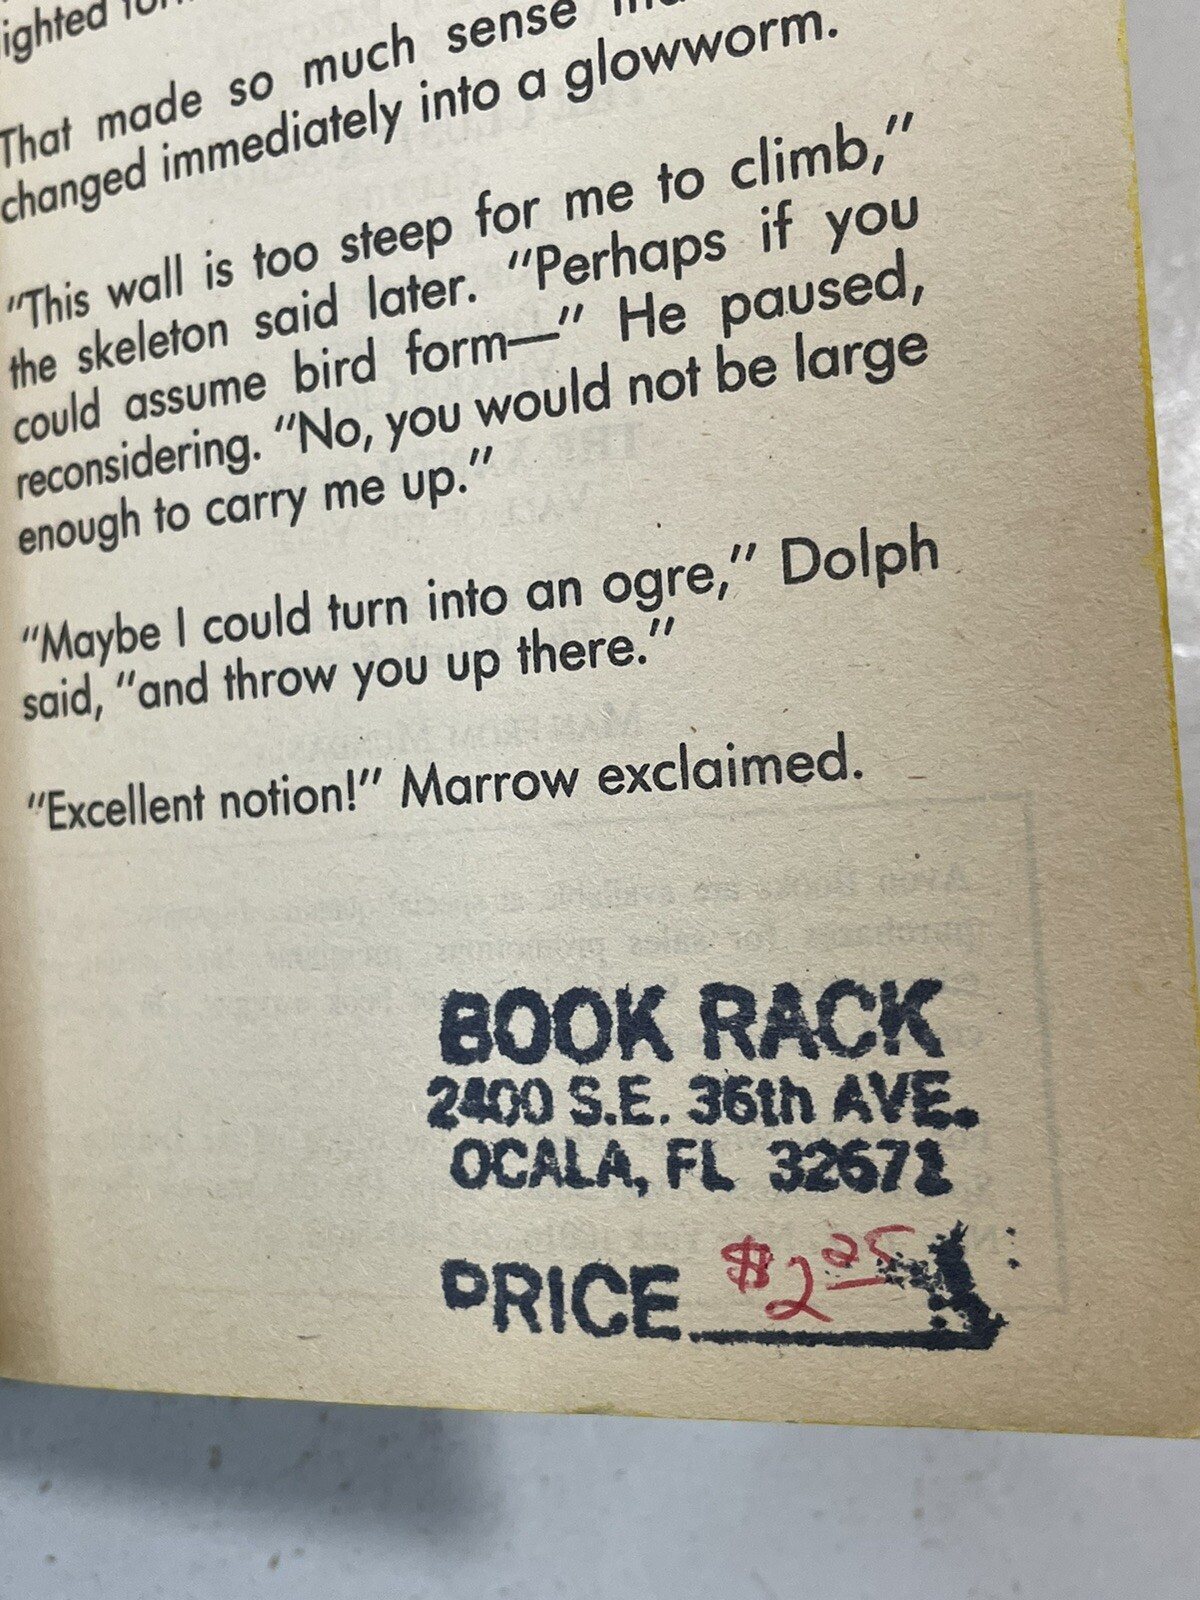 ighted
That made so much sense
changed immediately into a glowworm.
"This wall is too steep for me to climb,"
the skeleton said later. "Perhaps if you
could assume bird form—" He paused,
reconsidering. "No, you would not be large
enough to carry me up."
"Maybe I could turn into an ogre," Dolph
said, "and throw you up there."
"Excellent notion!" Marrow exclaimed.
BOOK RACK
2400 S.E. 36th AVE.
OCALA, FL 32671
PRICE $2.25